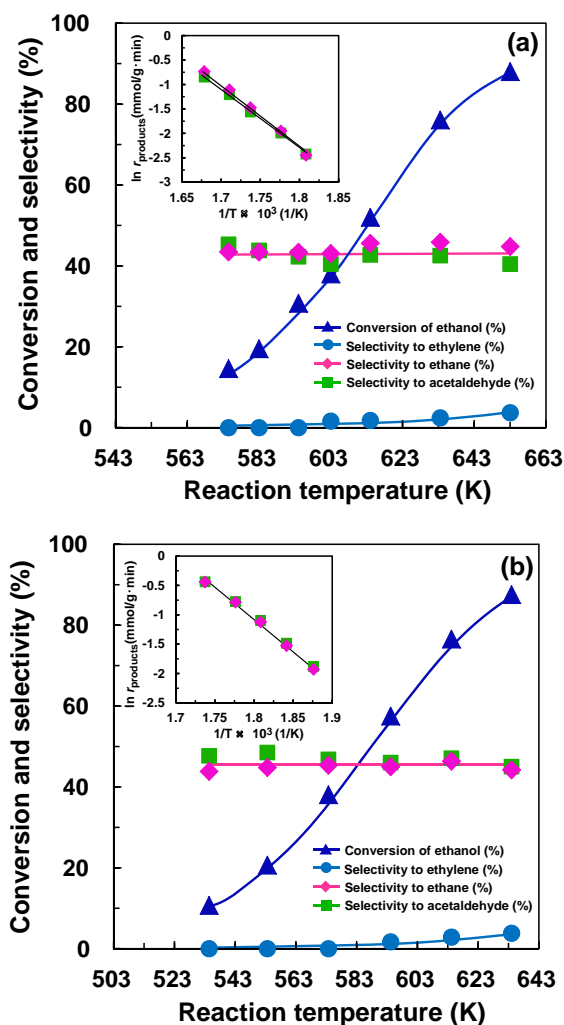 (a)
Conversion and selectivity (%)
100
80
60
40
20
0
543 563 583 603 623 643 663
Reaction temperature (K)
ln r products (mmol/g·min)
0
-0.5
-1
-1.5
-2
-2.5
-3
1.65 1.7 1.75 1.8 1.85
1/T × 10³ (1/K)
Conversion of ethanol (%)
Selectivity to ethylene (%)
Selectivity to ethane (%)
Selectivity to acetaldehyde (%)
(b)
Conversion and selectivity (%)
100
80
60
40
20
0
503 523 543 563 583 603 623 643
Reaction temperature (K)
ln r products (mmol/g·min)
0
-0.5
-1
-1.5
-2
-2.5
1.7 1.75 1.8 1.85 1.9
1/T × 10³ (1/K)
Conversion of ethanol (%)
Selectivity to ethylene (%)
Selectivity to ethane (%)
Selectivity to acetaldehyde (%)